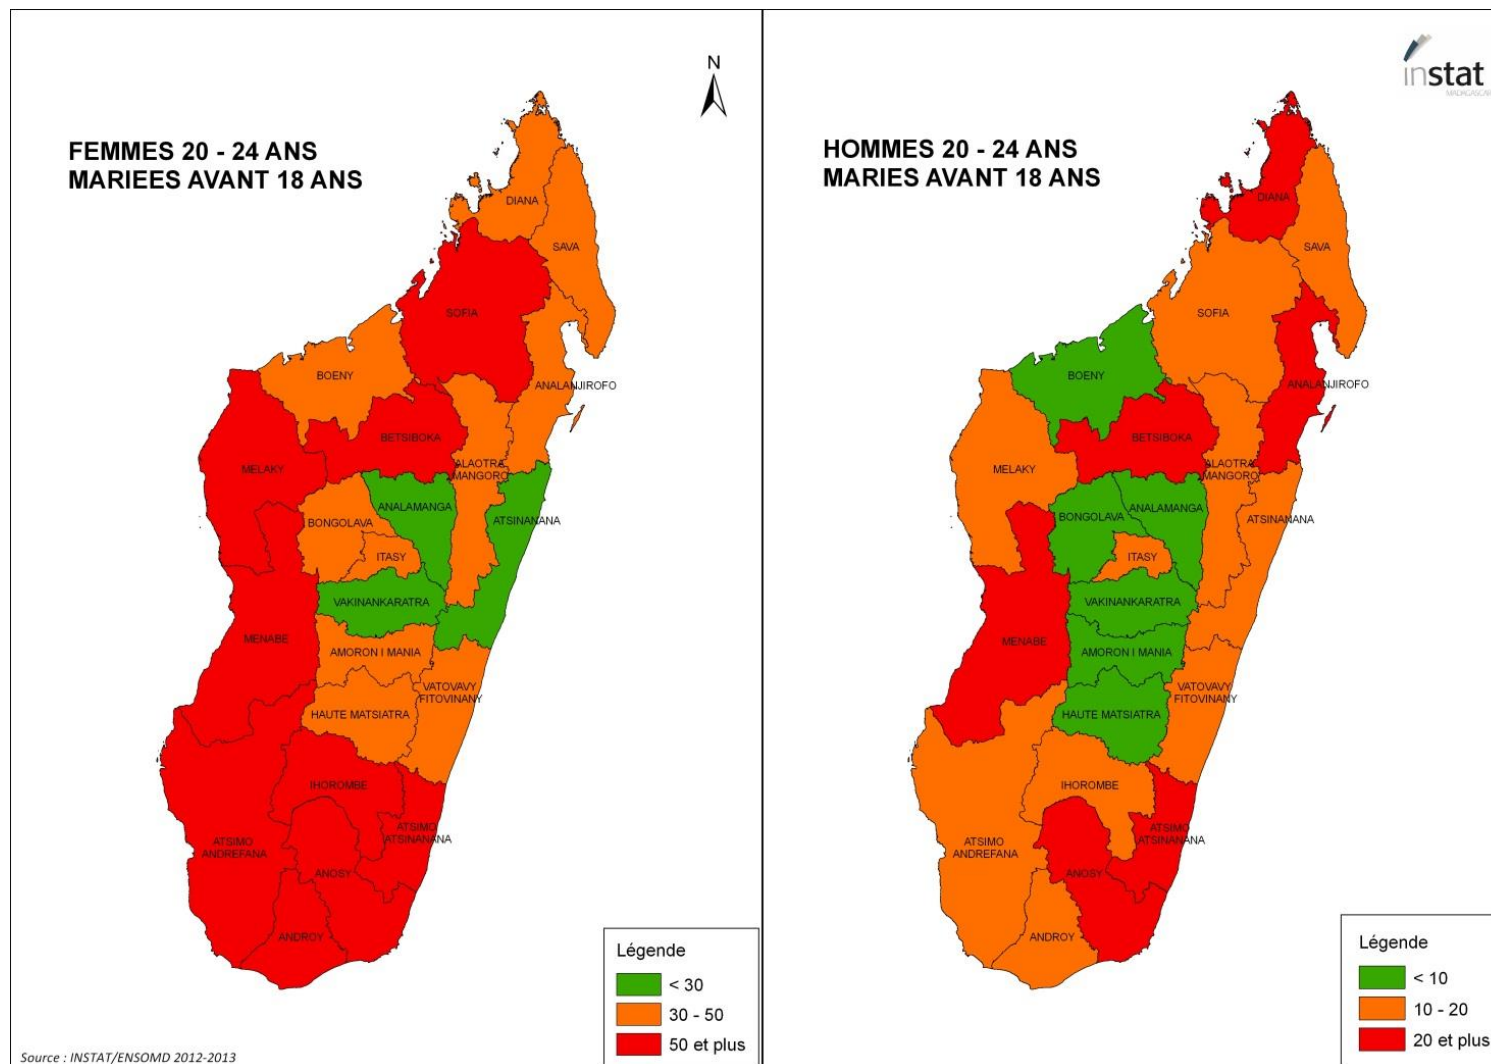 FEMMES 20 - 24 ANS
MARIEES AVANT 18 ANS
N
DIANA
SAVA
SOFIA
BOENY
ANALANJIROFO
BETSIBOKA
MELAKY
ALAOTRA
MANGORO
ANALAMANGA
BONGOLAVA
ATSINANANA
ITASY
VAKINANKARATRA
MENABE
AMORON I MANIA
VATOVAVY
FITOVINANY
HAUTE MATSIATRA
IHOROMBE
ATSIMO
ATSINANANA
ATSIMO
ANDREFANA
ANOSY
ANDROY
Légende
< 30
30 - 50
50 et plus
Source : INSTAT/ENSOMD 2012-2013
instat
MADAGASCAR
HOMMES 20 - 24 ANS
MARIES AVANT 18 ANS
DIANA
SAVA
SOFIA
BOENY
ANALANJIROFO
BETSIBOKA
MELAKY
ALAOTRA
MANGORO
ANALAMANGA
BONGOLAVA
ATSINANANA
ITASY
VAKINANKARATRA
MENABE
AMORON I MANIA
VATOVAVY
FITOVINANY
HAUTE MATSIATRA
IHOROMBE
ATSIMO
ATSINANANA
ATSIMO
ANDREFANA
ANOSY
ANDROY
Légende
< 10
10 - 20
20 et plus